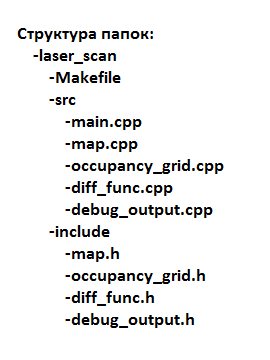 Структура папок:
-laser_scan
-Makefile
-src
-main.cpp
-map.cpp
-occupancy_grid.cpp
-diff_func.cpp
-debug_output.cpp
-include
-map.h
-occupancy_grid.h
-diff_func.h
-debug_output.h